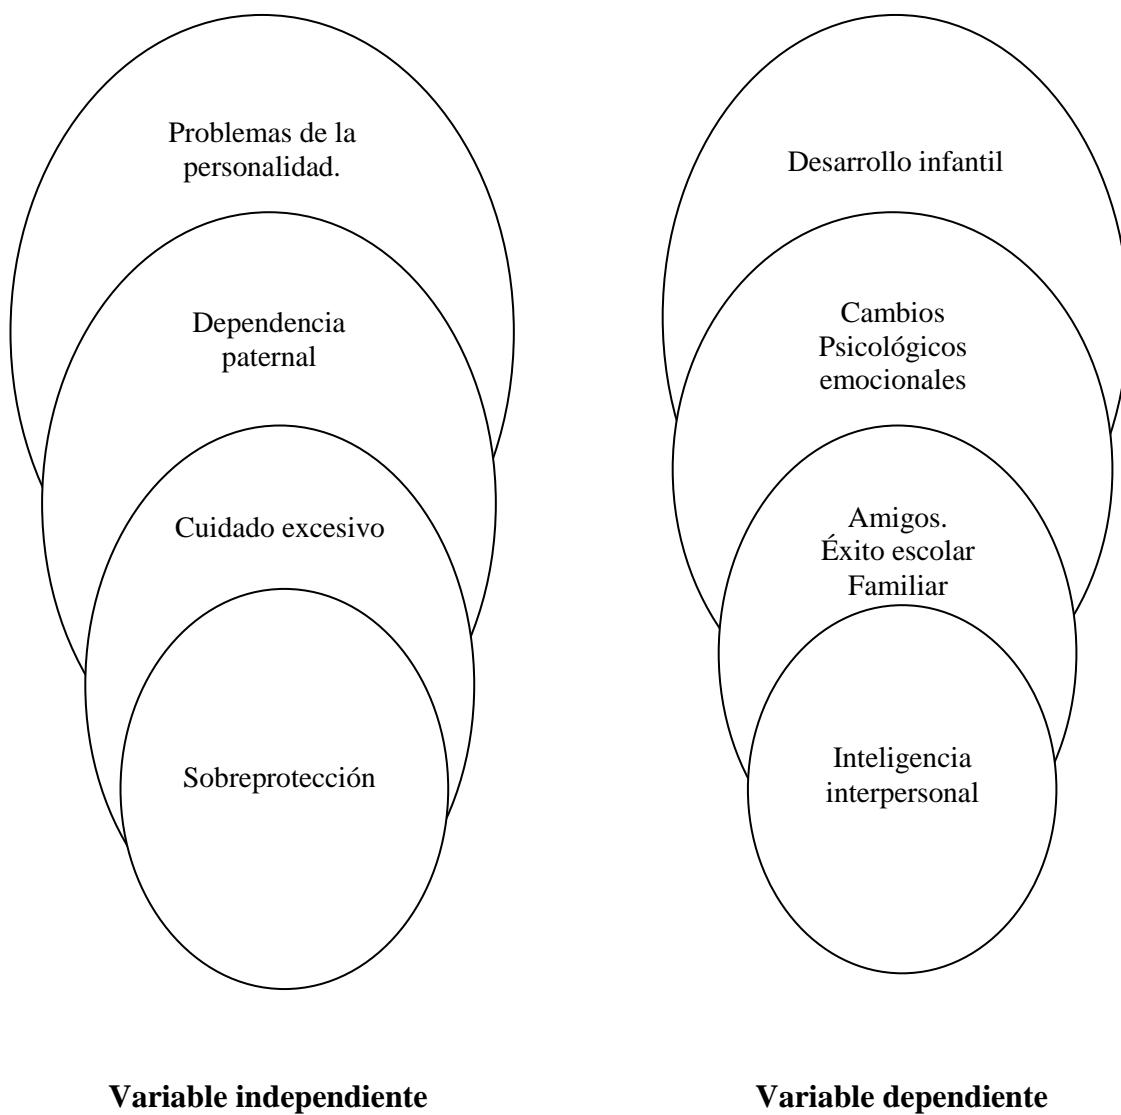 Problemas de la
personalidad.
Dependencia
paternal
Cuidado excesivo
Sobreprotección
Variable independiente
Desarrollo infantil
Cambios
Psicológicos
emocionales
Amigos.
Éxito escolar
Familiar
Inteligencia
interpersonal
Variable dependiente